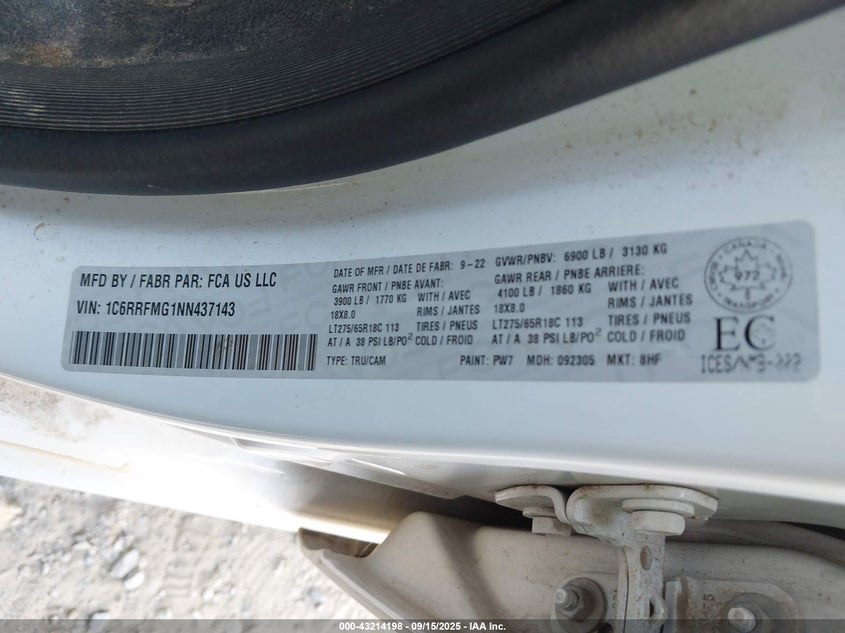 MFD BY / FABR PAR: FCA US LLC
VIN: 1C6RRFMG1NN437143
DATE OF MFR / DATE DE FABR: 9-22
GAWR FRONT / PNBE AVANT:
3900 LB / 1770 KG WITH / AVEC
18X8.0 RIMS / JANTES
LT275/65R18C 113 TIRES / PNEUS
AT / A 38 PSI LB/PO² COLD / FROID
TYPE: TRU/CAM
GVWR/PNBV: 6900 LB / 3130 KG
GAWR REAR / PNBE ARRIERE:
4100 LB / 1860 KG WITH / AVEC
18X8.0 RIMS / JANTES
LT275/65R18C 113 TIRES / PNEUS
AT / A 38 PSI LB/PO² COLD / FROID
PAINT: PW7 MDH: 092305 MKT: 8HF
CANADA
972
TRANSPORT
EC
000-43214198 - 09/15/2025 - IAA Inc.